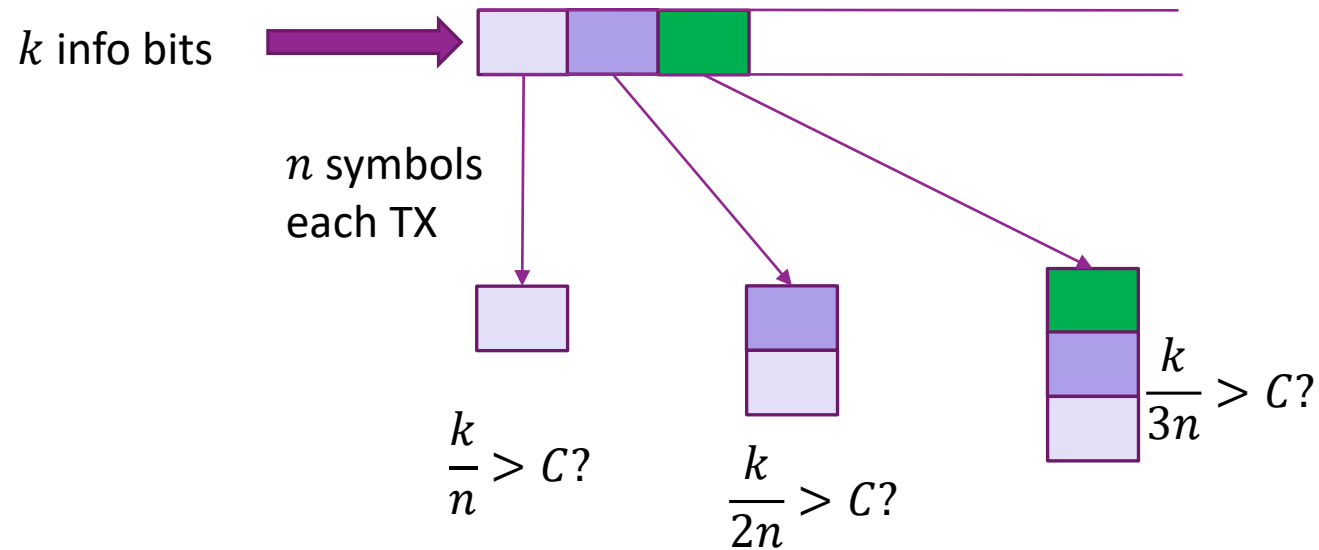 k info bits
n symbols
each TX
k/n > C?
k/2n > C?
k/3n > C?